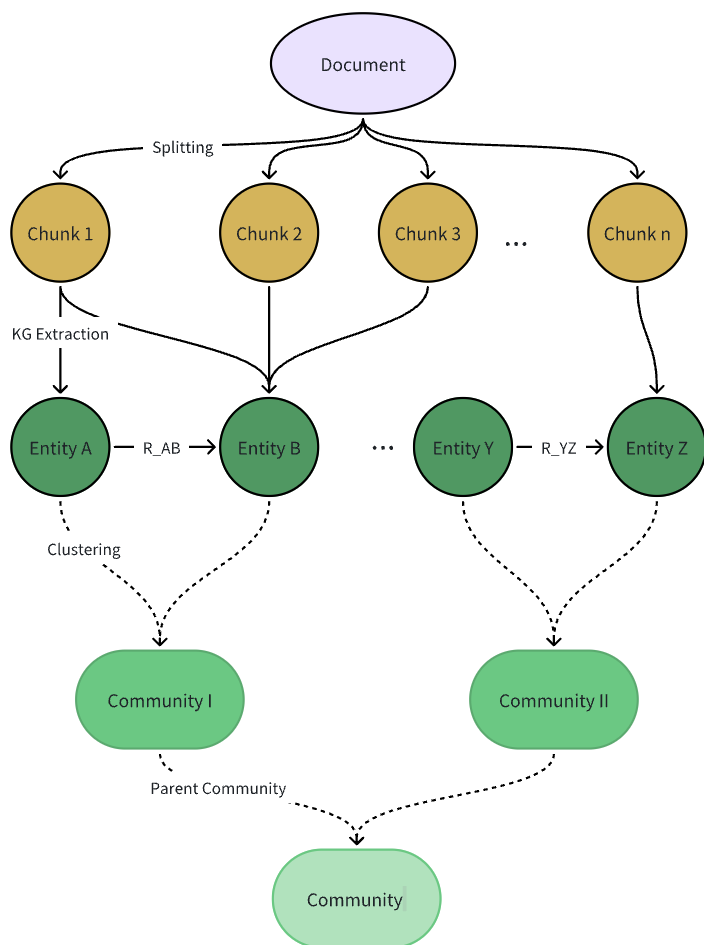 Document
Splitting
Chunk 1
Chunk 2
Chunk 3
...
Chunk n
KG Extraction
Entity A
R_AB
Entity B
...
Entity Y
R_YZ
Entity Z
Clustering
Community I
Community II
Parent Community
Community